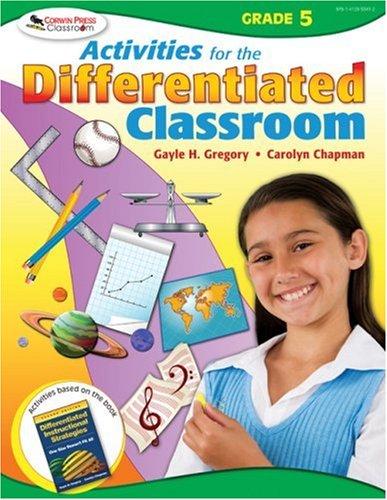 CORWIN PRESS
Classroom
GRADE 5
Activities for the
Differentiated
Classroom
Gayle H. Gregory • Carolyn Chapman
Activities based on the book
Differentiated
Instructional
Strategies
One Size Doesn't Fit All